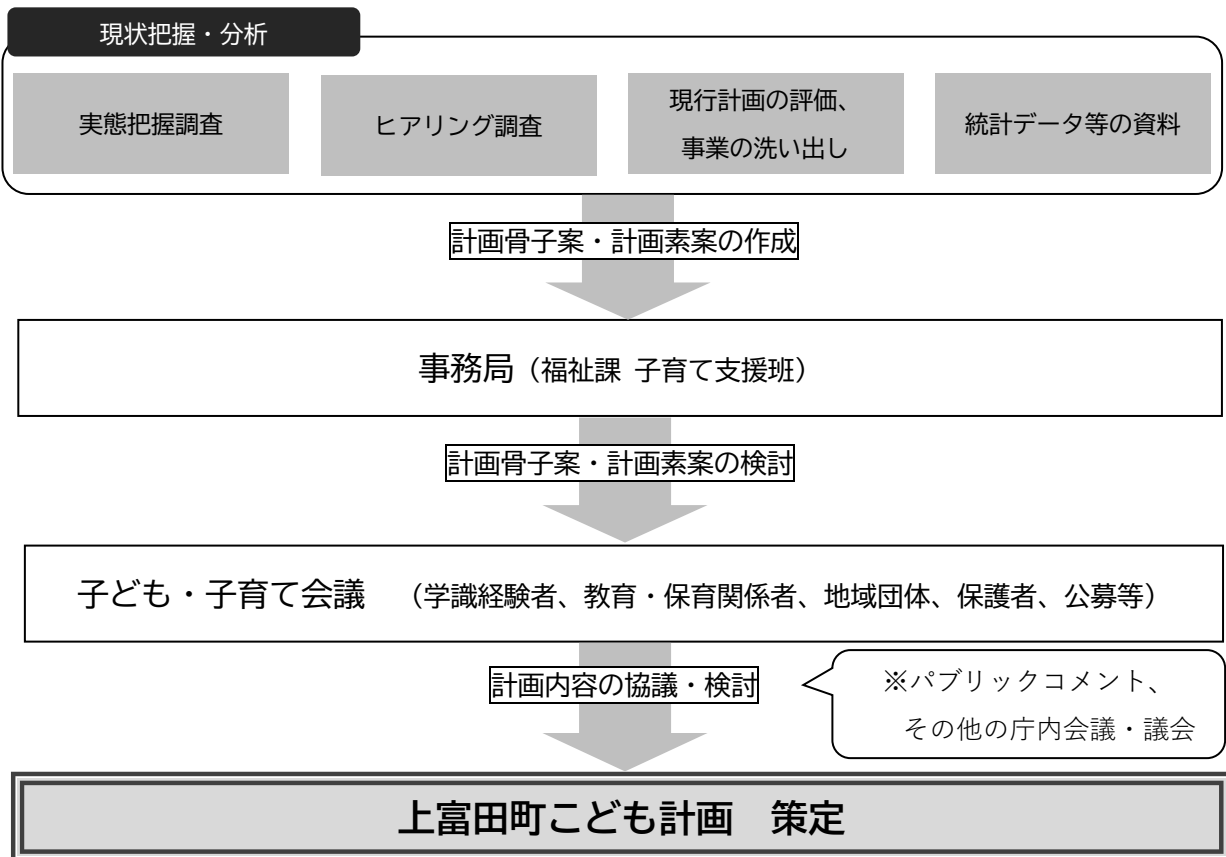 現状把握・分析
実態把握調査
ヒアリング調査
現行計画の評価、
事業の洗い出し
統計データ等の資料
計画骨子案・計画素案の作成
事務局（福祉課 子育て支援班）
計画骨子案・計画素案の検討
子ども・子育て会議　（学識経験者、教育・保育関係者、地域団体、保護者、公募等）
計画内容の協議・検討
※パブリックコメント、
その他の庁内会議・議会
上富田町こども計画　策定